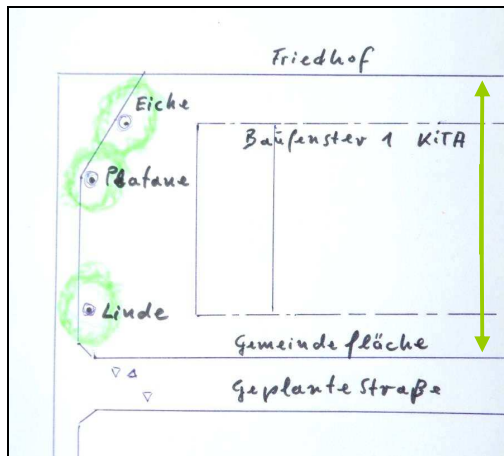 Friedhof
Eiche
Baufenster 1 KiTA
Platane
Linde
Gemeindefläche
Geplante Straße